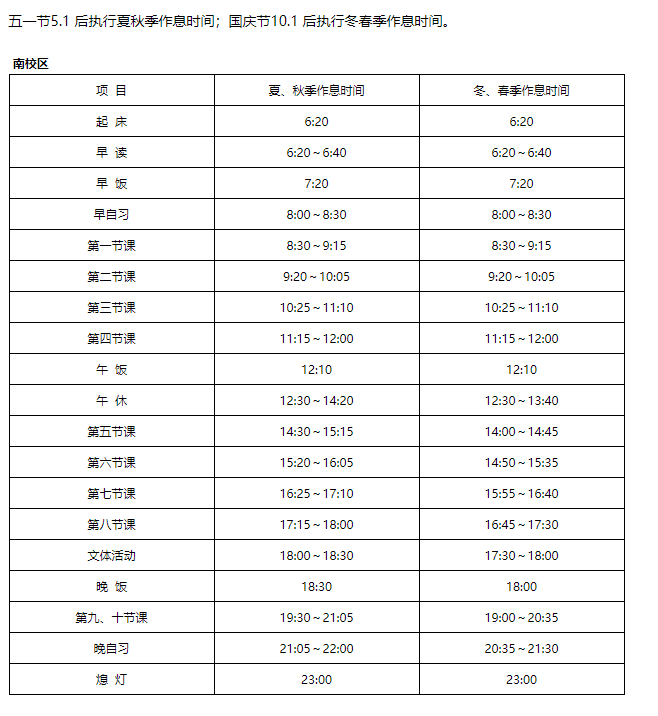 五一节5.1 后执行夏秋季作息时间；国庆节10.1 后执行冬春季作息时间。
南校区
项 目 夏、秋季作息时间 冬、春季作息时间
起 床 6:20 6:20
早 读 6:20～6:40 6:20～6:40
早 饭 7:20 7:20
早自习 8:00～8:30 8:00～8:30
第一节课 8:30～9:15 8:30～9:15
第二节课 9:20～10:05 9:20～10:05
第三节课 10:25～11:10 10:25～11:10
第四节课 11:15～12:00 11:15～12:00
午 饭 12:10 12:10
午 休 12:30～14:20 12:30～13:40
第五节课 14:30～15:15 14:00～14:45
第六节课 15:20～16:05 14:50～15:35
第七节课 16:25～17:10 15:55～16:40
第八节课 17:15～18:00 16:45～17:30
文体活动 18:00～18:30 17:30～18:00
晚 饭 18:30 18:00
第九、十节课 19:30～21:05 19:00～20:35
晚自习 21:05～22:00 20:35～21:30
熄 灯 23:00 23:00